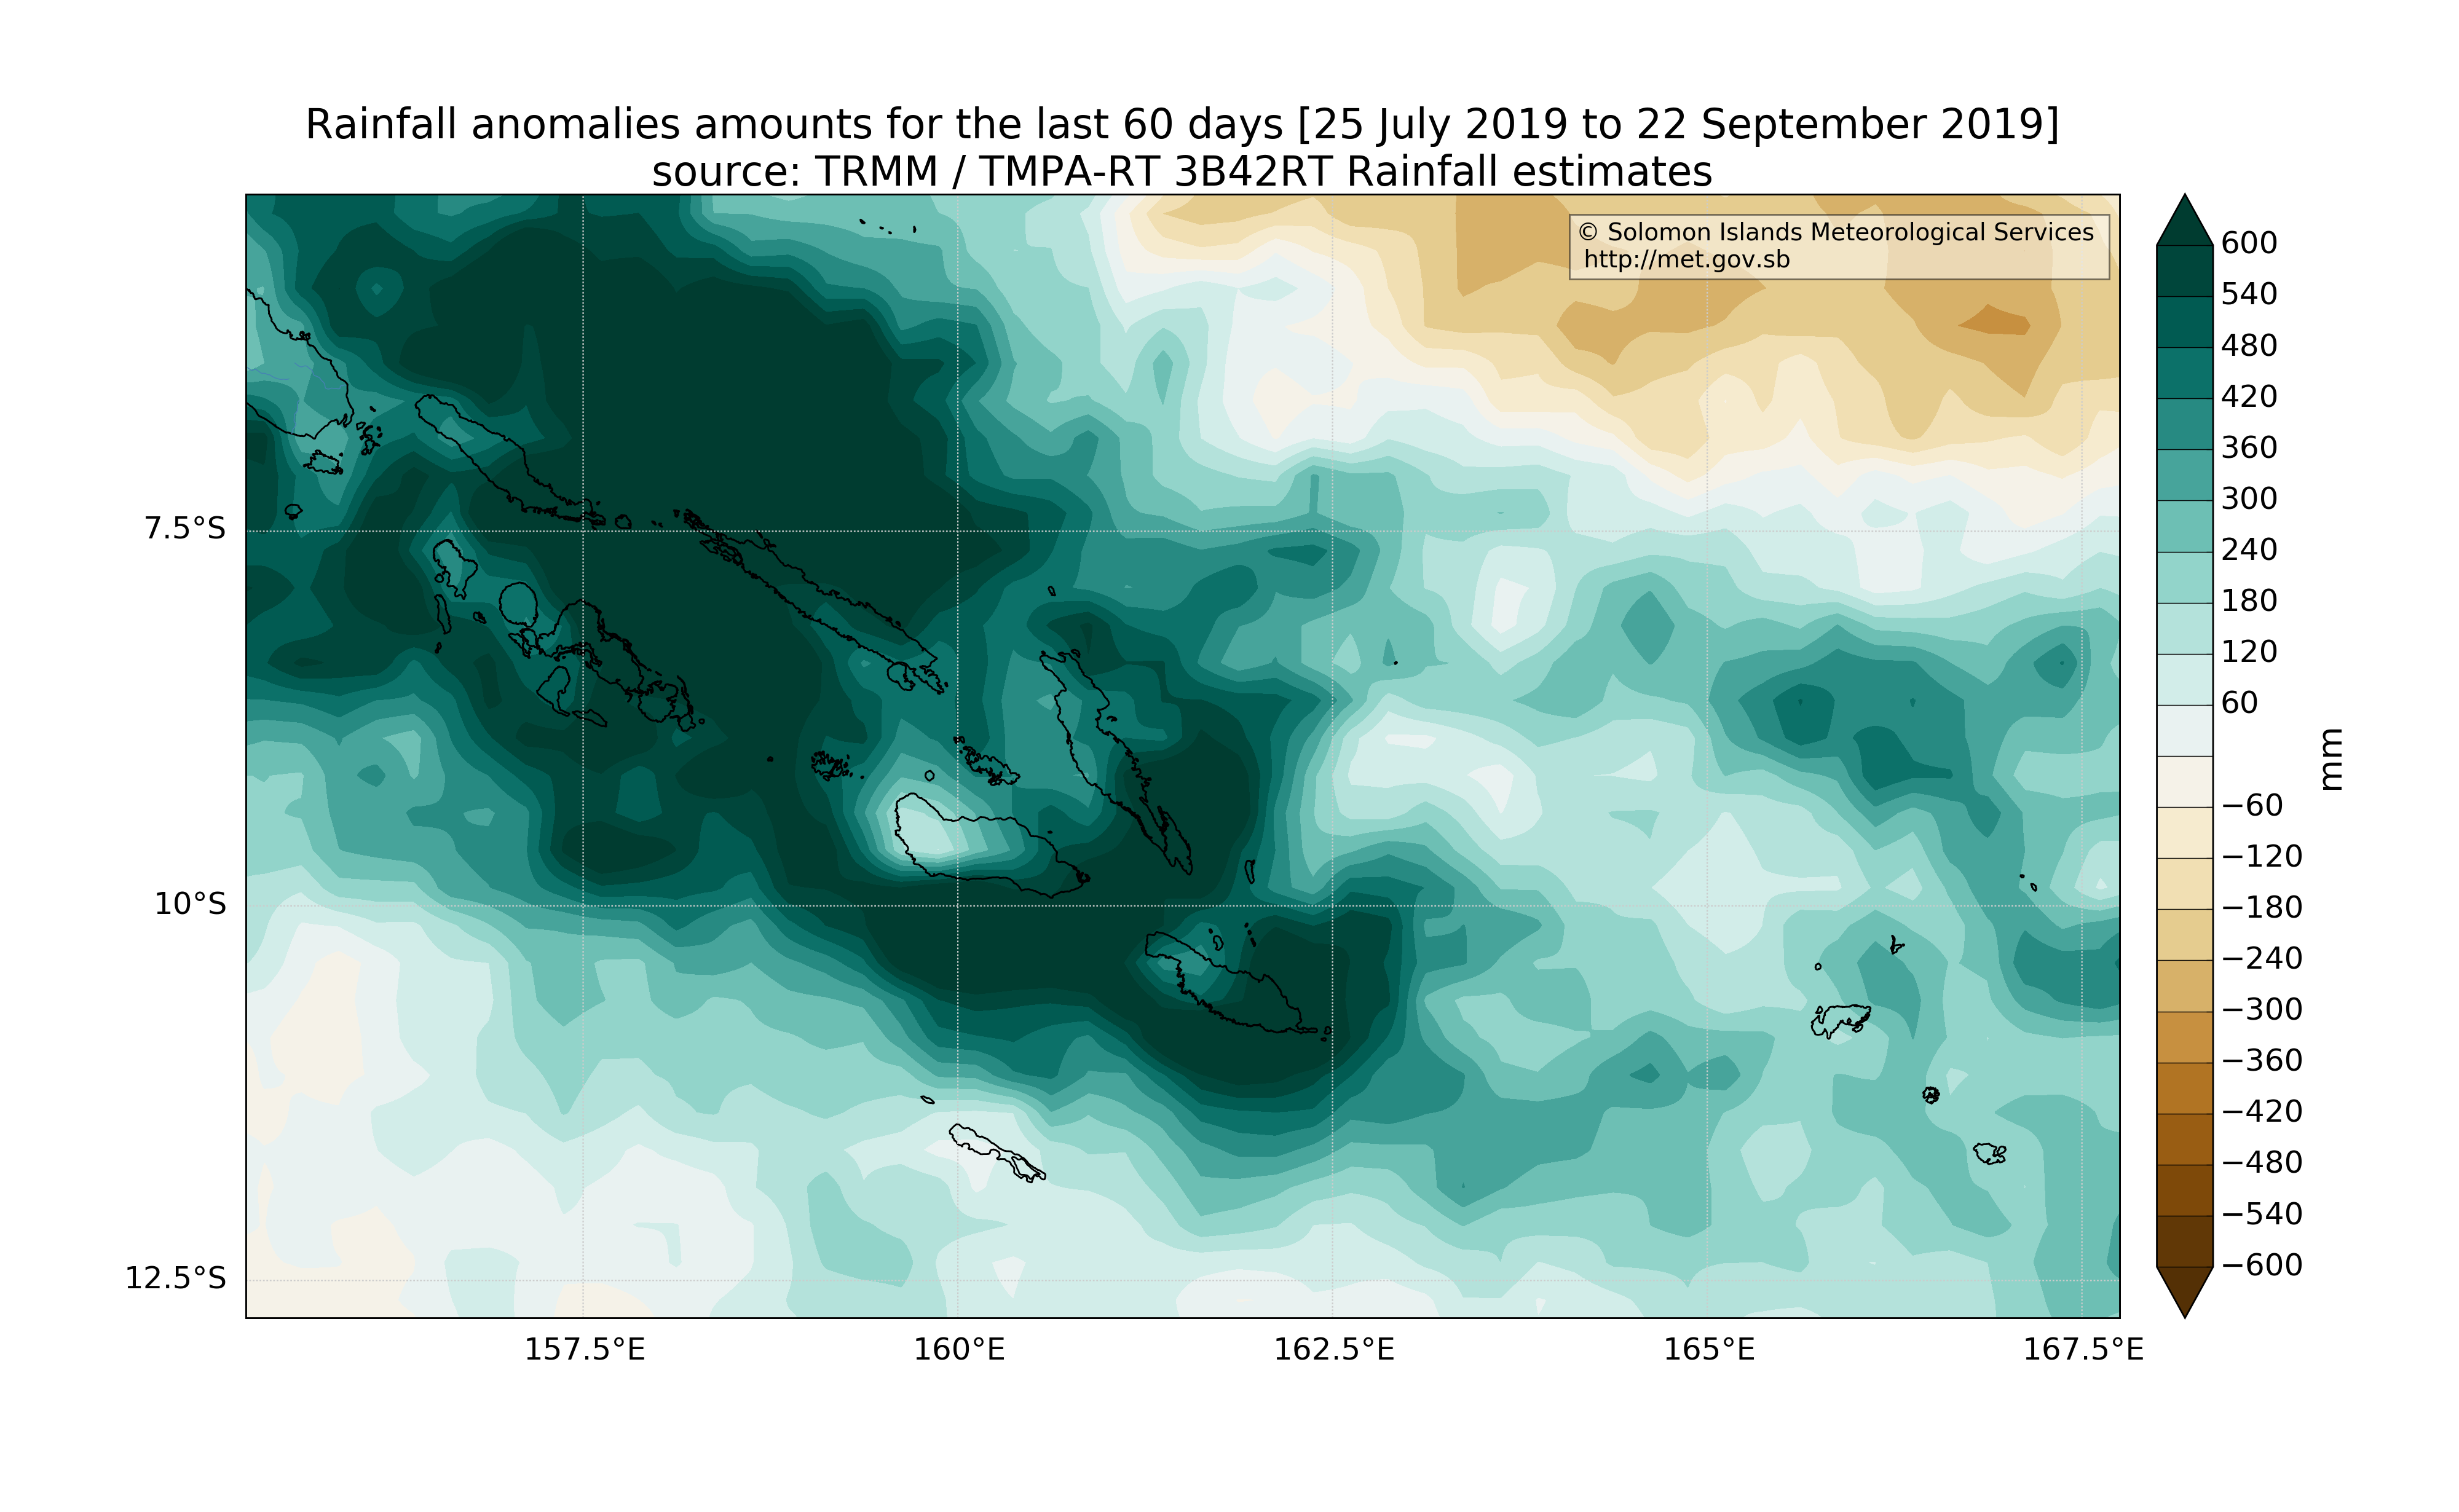 Rainfall anomalies amounts for the last 60 days [25 July 2019 to 22 September 2019]
source: TRMM / TMPA-RT 3B42RT Rainfall estimates
© Solomon Islands Meteorological Services
http://met.gov.sb
7.5°S
10°S
12.5°S
157.5°E
160°E
162.5°E
165°E
167.5°E
600
540
480
420
360
300
240
180
120
60
−60
−120
−180
−240
−300
−360
−420
−480
−540
−600
mm